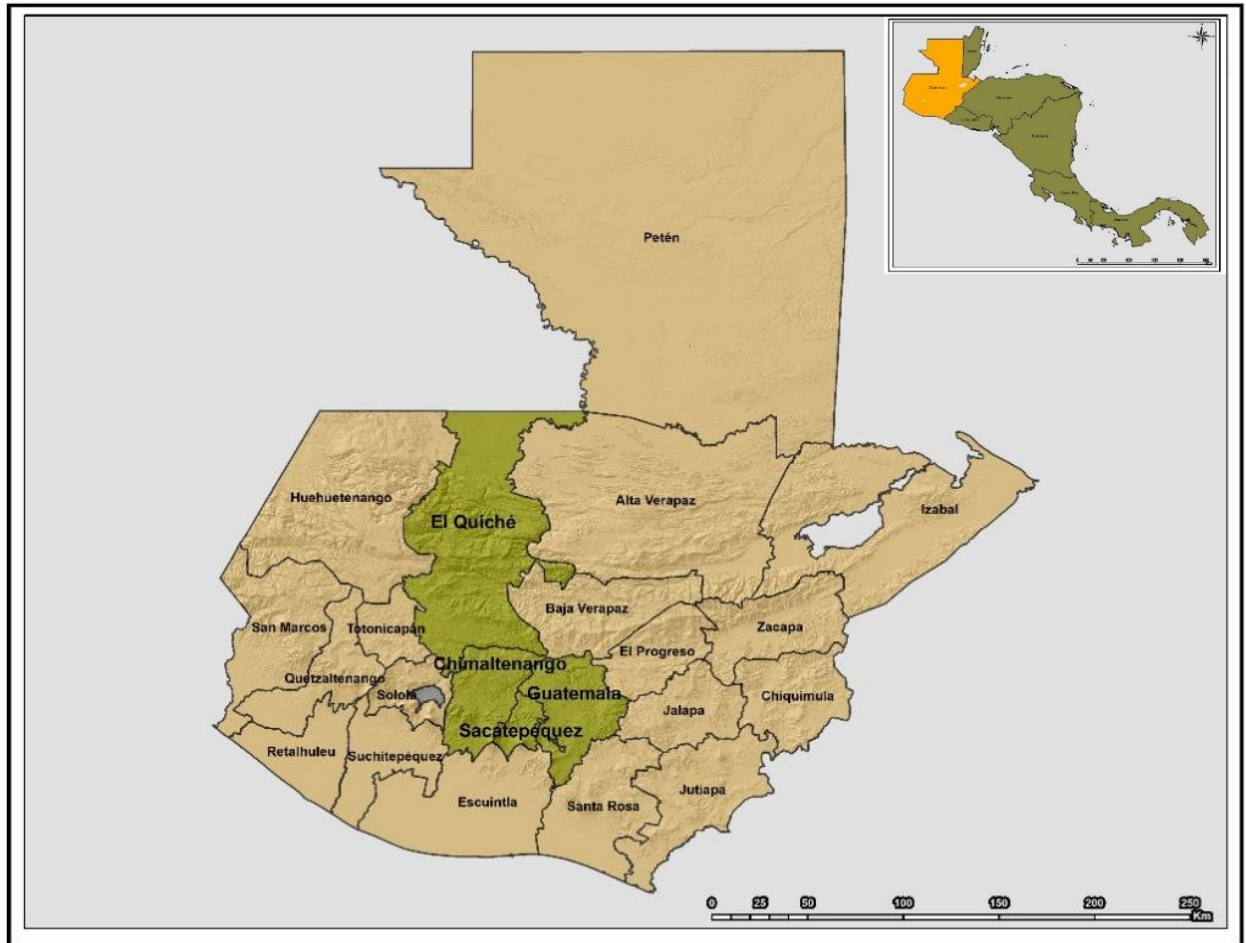 Petén
Huehuetenango
El Quiché
Alta Verapaz
Izabal
San Marcos
Totonicapán
Baja Verapaz
Zacapa
El Progreso
Chimaltenango
Quetzaltenango
Sololá
Guatemala
Chiquimula
Jalapa
Sacatepéquez
Retalhuleu
Suchitepéquez
Escuintla
Santa Rosa
Jutiapa
0 25 50 100 150 200 250
Km